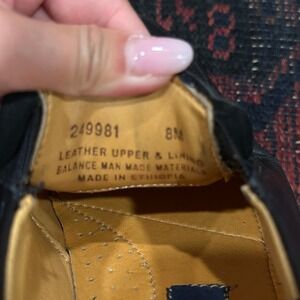 249981 8M
LEATHER UPPER & LINING
BALANCE MAN MADE MATERIALS
MADE IN ETHIOPIA